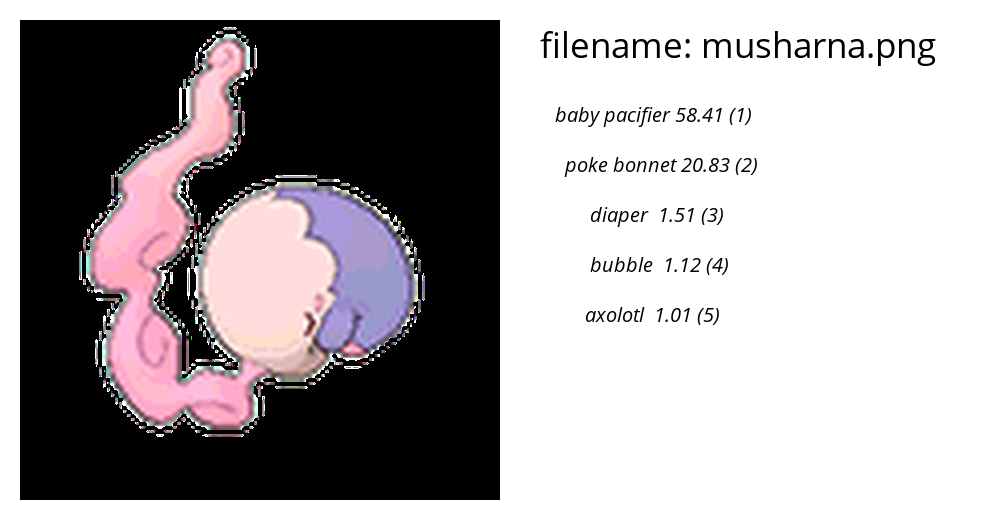 filename: musharna.png
baby pacifier 58.41 (1)
poke bonnet 20.83 (2)
diaper 1.51 (3)
bubble 1.12 (4)
axolotl 1.01 (5)